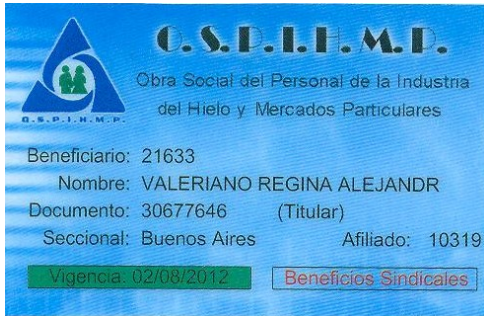 O.S.P.I.H.M.P.
Obra Social del Personal de la Industria
del Hielo y Mercados Particulares
O.S.P.I.H.M.P.
Beneficiario: 21633
Nombre: VALERIANO REGINA ALEJANDR
Documento: 30677646 (Titular)
Seccional: Buenos Aires Afiliado: 10319
Vigencia: 02/08/2012 Beneficios Sindicales